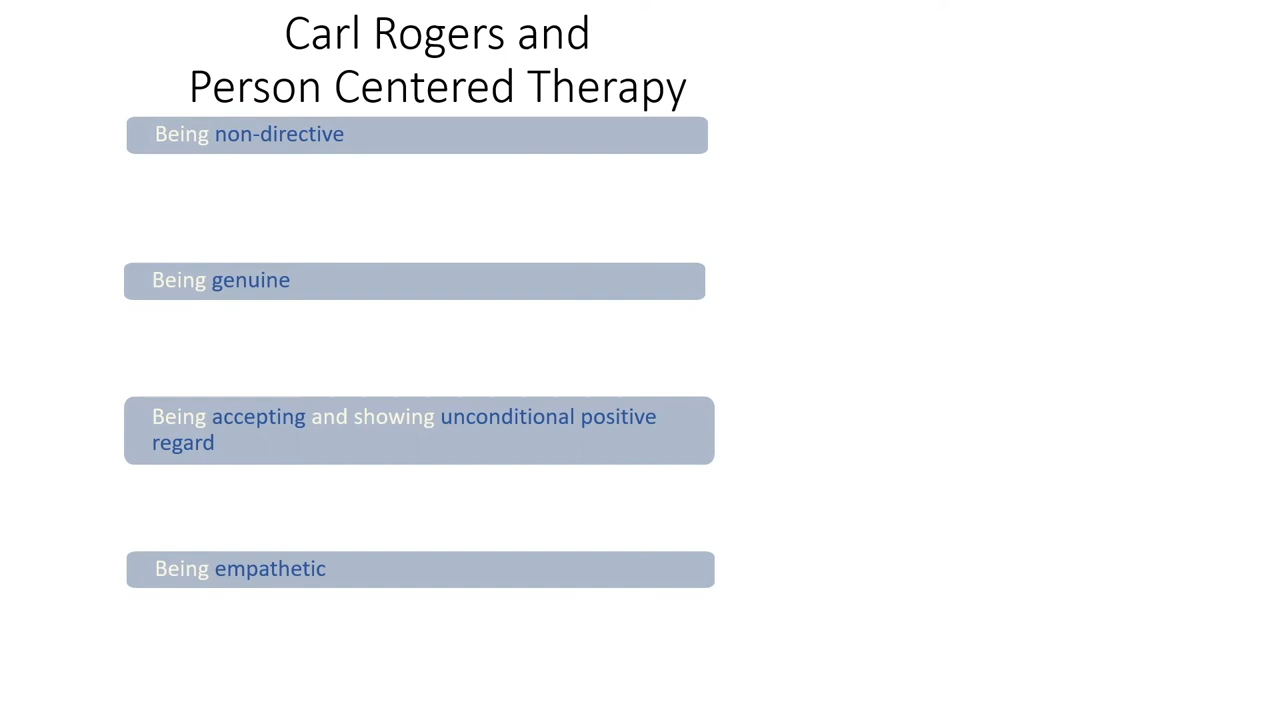 Carl Rogers and
Person Centered Therapy
Being non-directive
Being genuine
Being accepting and showing unconditional positive
regard
Being empathetic